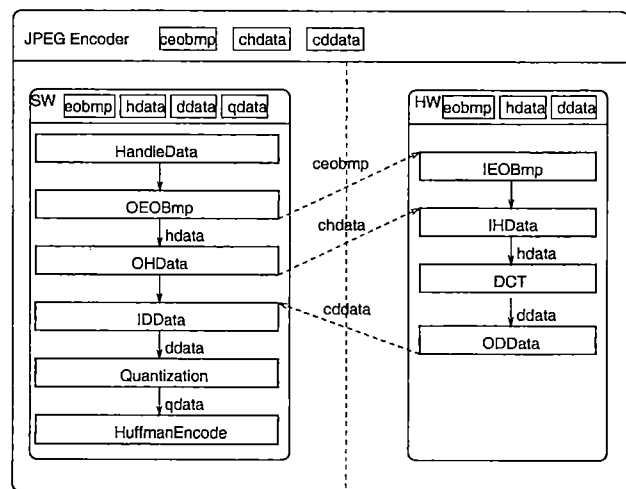 JPEG Encoder ceobmp chdata cddata
SW eobmp hdata ddata qdata
HandleData
OEOBmp
hdata
OHData
IDData
ddata
Quantization
qdata
HuffmanEncode
ceobmp
chdata
cddata
HW eobmp hdata ddata
IEOBmp
IHData
hdata
DCT
ddata
ODData